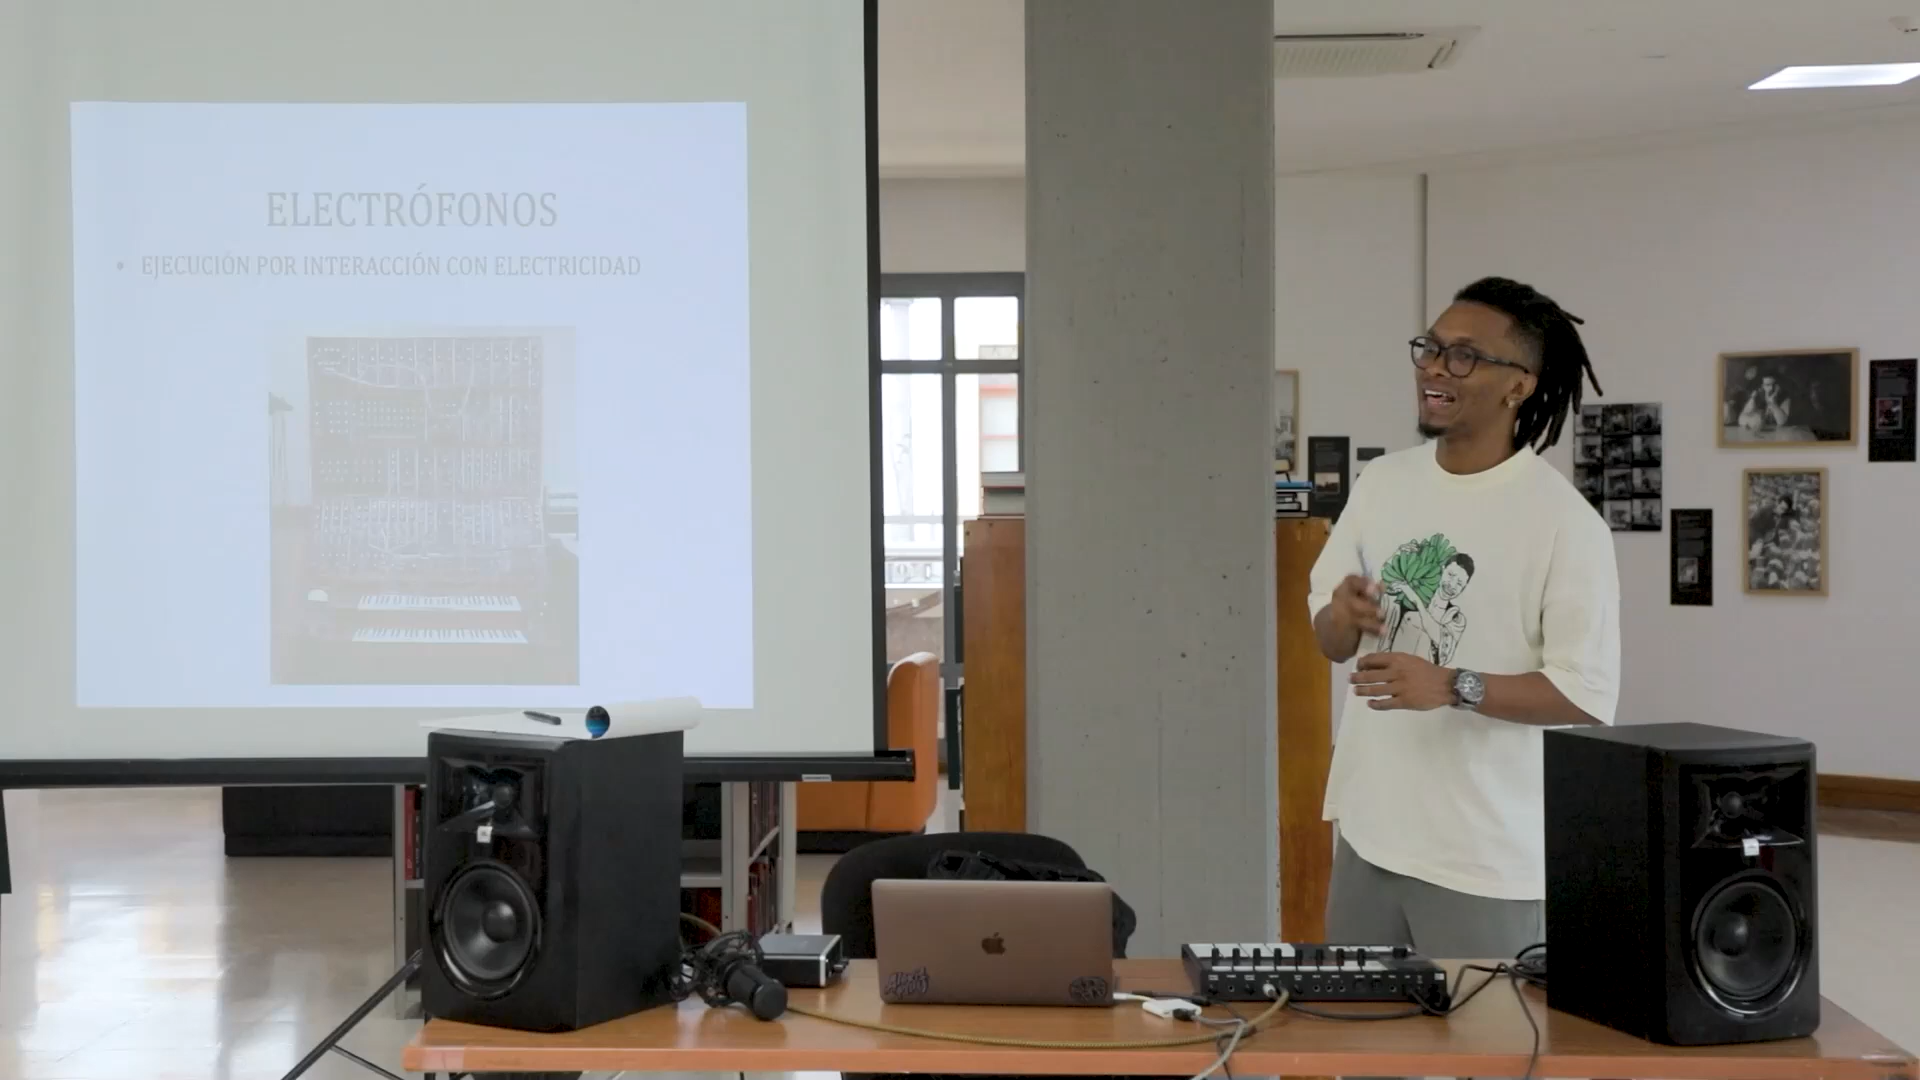 ELECTRÓFONOS
• EJECUCIÓN POR INTERACCIÓN CON ELECTRICIDAD